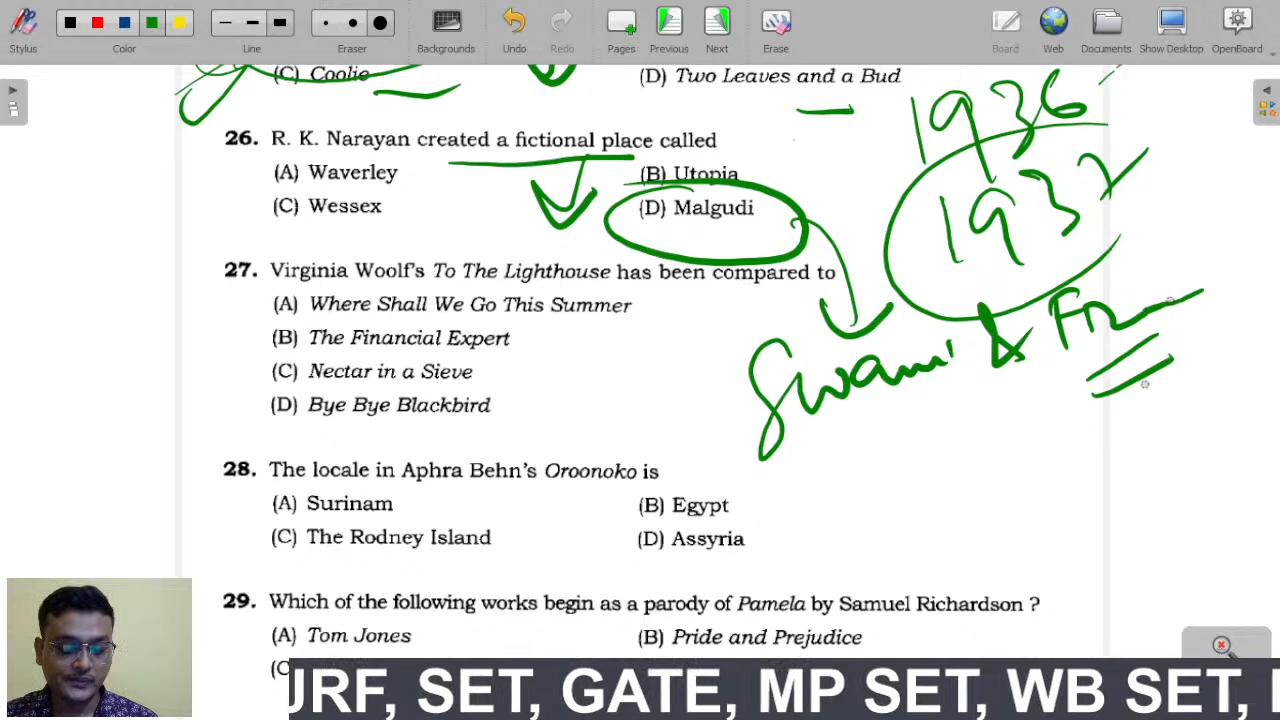 Stylus
Color
Line
Eraser
Backgrounds
Undo
Redo
Pages
Previous
Next
Erase
Board
Web
Documents
Show Desktop
OpenBoard
(C) Coolie
(D) Two Leaves and a Bud
1936
26. R. K. Narayan created a fictional place called
(A) Waverley
(B) Utopia
(C) Wessex
(D) Malgudi
1937
27. Virginia Woolf's To The Lighthouse has been compared to
(A) Where Shall We Go This Summer
(B) The Financial Expert
(C) Nectar in a Sieve
(D) Bye Bye Blackbird
Swami &
28. The locale in Aphra Behn's Oroonoko is
(A) Surinam
(B) Egypt
(C) The Rodney Island
(D) Assyria
29. Which of the following works begin as a parody of Pamela by Samuel Richardson ?
(A) Tom Jones
(B) Pride and Prejudice
JRF, SET, GATE, MP SET, WB SET,